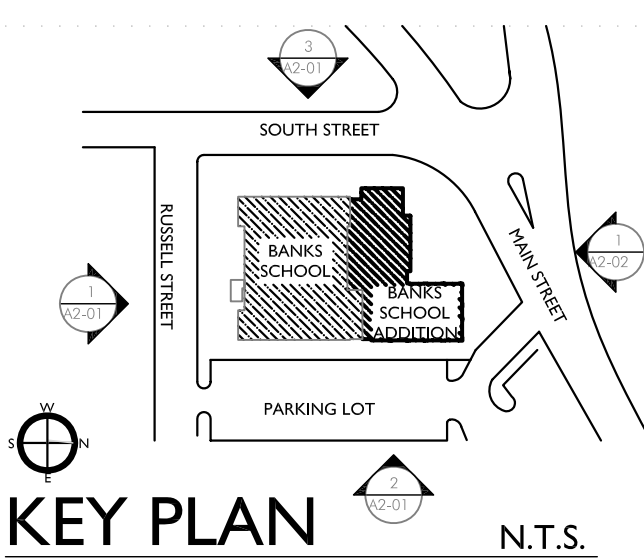 3
A2-01
SOUTH STREET
RUSSELL STREET
BANKS
SCHOOL
MAIN STREET
1
A2-02
1
A2-01
BANKS
SCHOOL
ADDITION
PARKING LOT
W
S
N
E
2
A2-01
KEY PLAN
N.T.S.